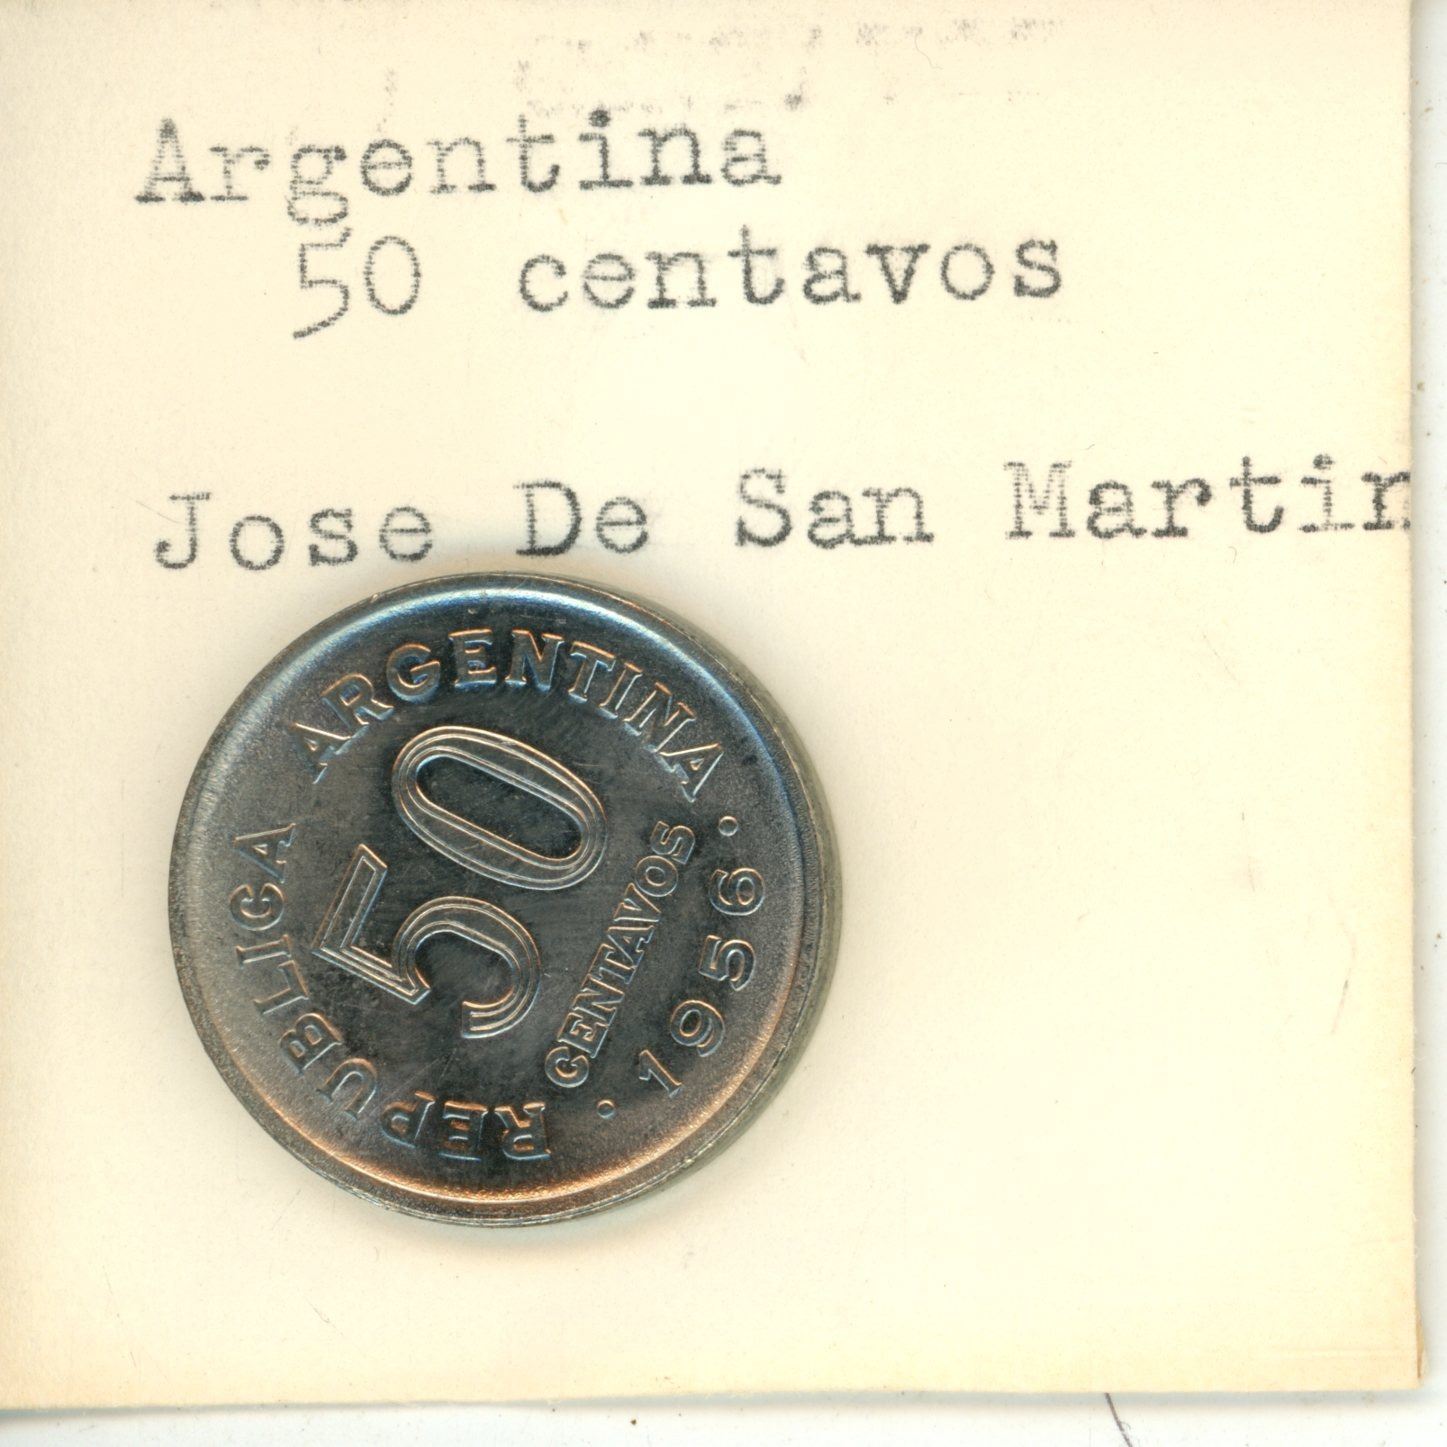 Argentina
50 centavos
Jose De San Martin
REPUBLICA ARGENTINA
50
CENTAVOS
· 1956 ·